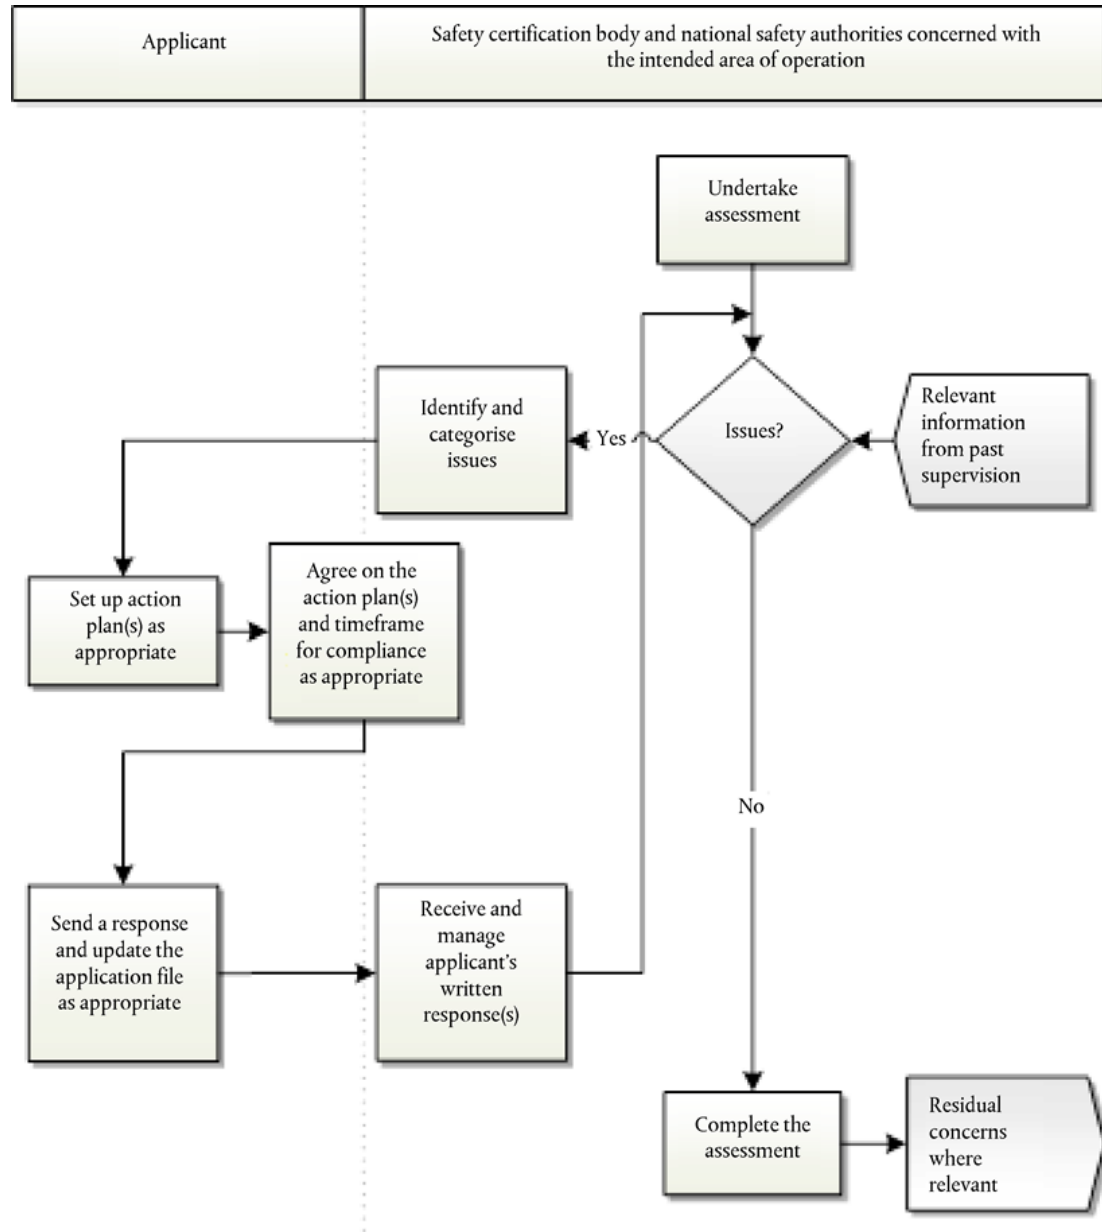 Applicant
Safety certification body and national safety authorities concerned with
the intended area of operation
Undertake
assessment
Identify and
categorise
issues
Yes
Issues?
Relevant
information
from past
supervision
Set up action
plan(s) as
appropriate
Agree on the
action plan(s)
and timeframe
for compliance
as appropriate
No
Send a response
and update the
application file
as appropriate
Receive and
manage
applicant's
written
response(s)
Complete the
assessment
Residual
concerns
where
relevant